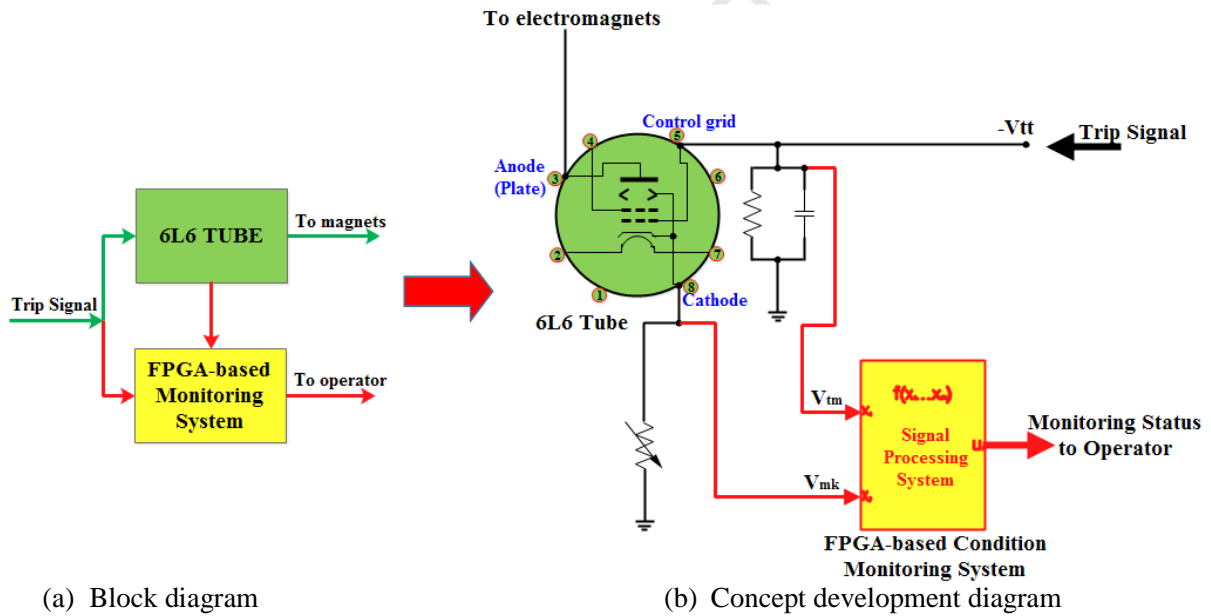 To electromagnets
Control grid
-Vtt
Trip Signal
Anode
(Plate)
4
5
3
6
2
7
1
8
Cathode
6L6 Tube
6L6 TUBE
To magnets
Trip Signal
FPGA-based
Monitoring
System
To operator
Vtm
Vmk
Signal
Processing
System
Monitoring Status
to Operator
FPGA-based Condition
Monitoring System
(a) Block diagram
(b) Concept development diagram